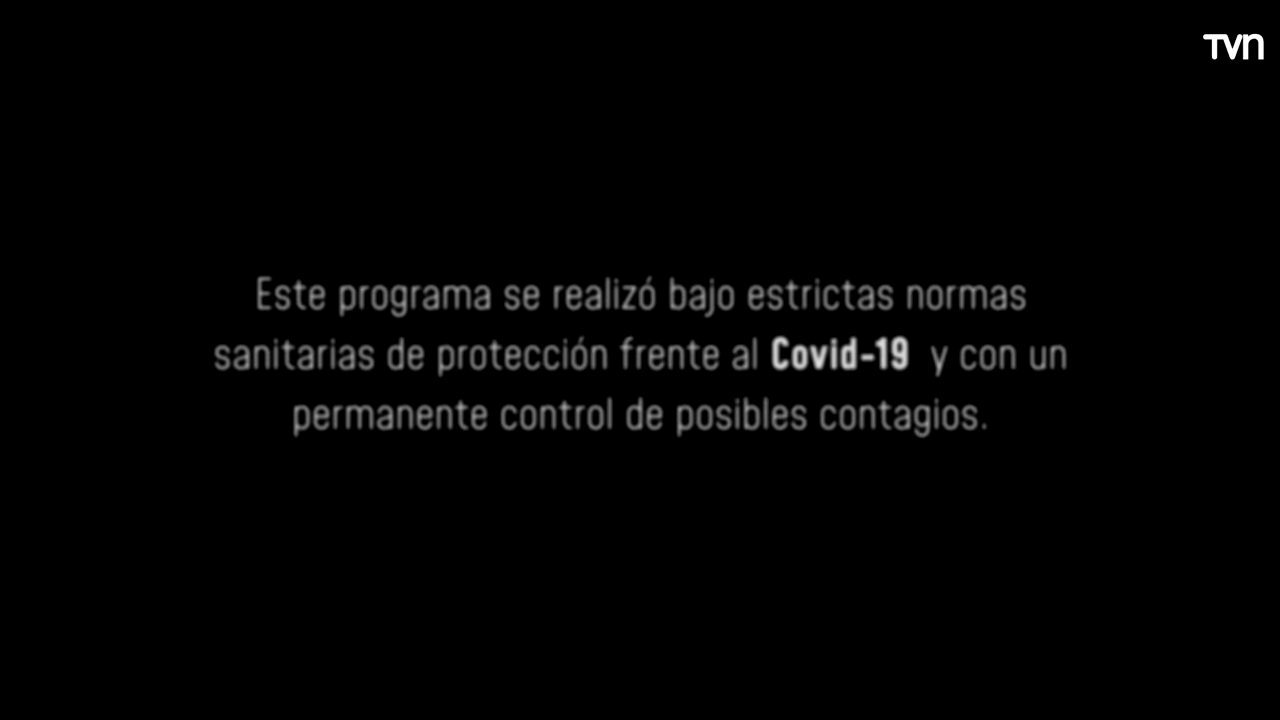 TVN
Este programa se realizó bajo estrictas normas
sanitarias de protección frente al Covid-19 y con un
permanente control de posibles contagios.